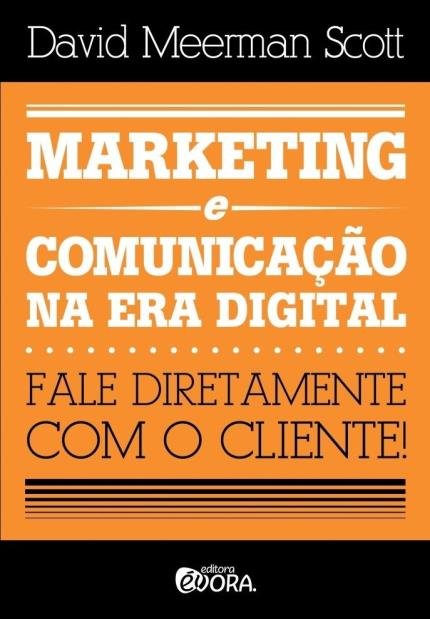 David Meerman Scott
MARKETING
e
COMUNICAÇÃO
NA ERA DIGITAL
FALE DIRETAMENTE
COM O CLIENTE!
editora
ÉVORA.